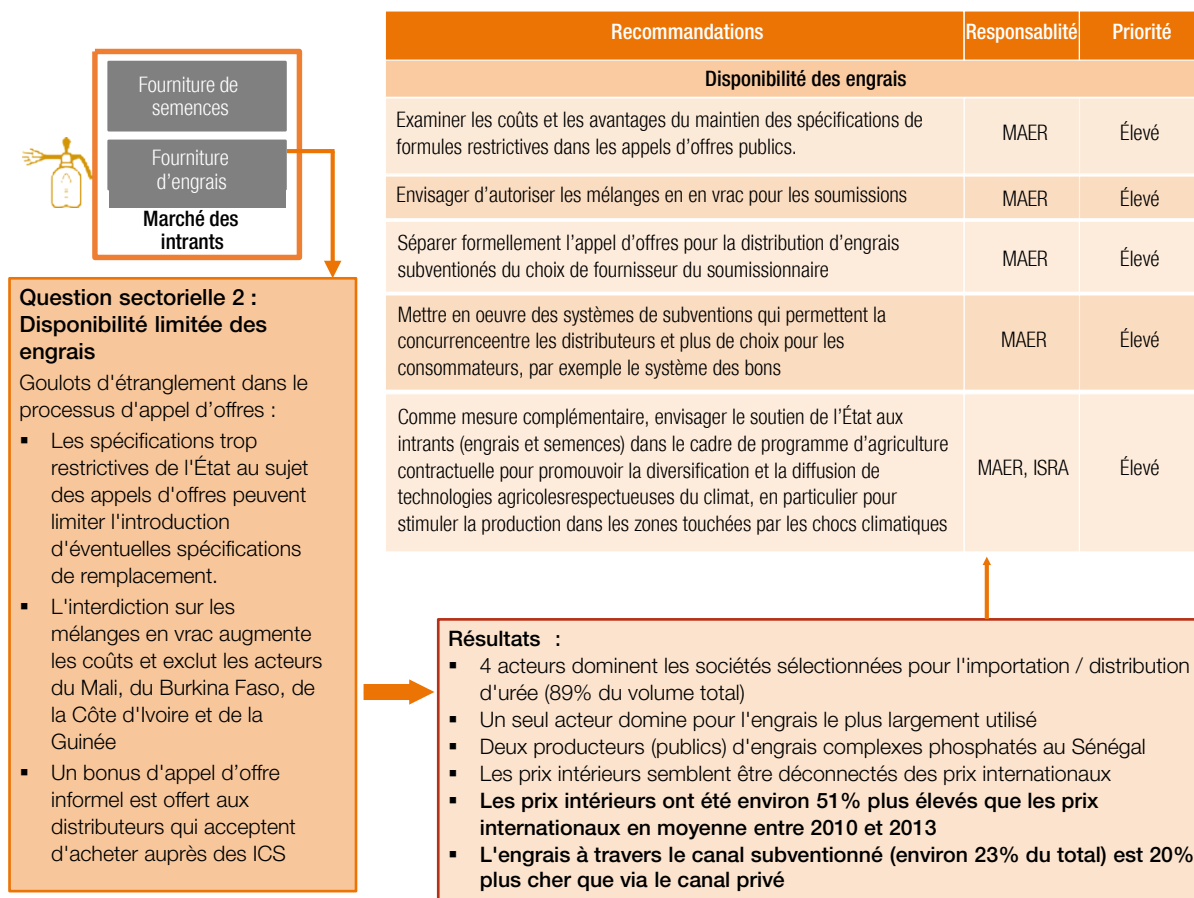 Fourniture de
semences
Fourniture
d'engrais
Marché des
intrants
Question sectorielle 2 :
Disponibilité limitée des
engrais
Goulots d'étranglement dans le
processus d'appel d'offres :
▪ Les spécifications trop
restrictives de l'État au sujet
des appels d'offres peuvent
limiter l'introduction
d'éventuelles spécifications
de remplacement.
▪ L'interdiction sur les
mélanges en vrac augmente
les coûts et exclut les acteurs
du Mali, du Burkina Faso, de
la Côte d'Ivoire et de la
Guinée
▪ Un bonus d'appel d'offre
informel est offert aux
distributeurs qui acceptent
d'acheter auprès des ICS
Recommandations Responsablité Priorité
Disponibilité des engrais
Examiner les coûts et les avantages du maintien des spécifications de
formules restrictives dans les appels d'offres publics.
MAER Élevé
Envisager d'autoriser les mélanges en en vrac pour les soumissions MAER Élevé
Séparer formellement l'appel d'offres pour la distribution d'engrais
subventionés du choix de fournisseur du soumissionnaire
MAER Élevé
Mettre en oeuvre des systèmes de subventions qui permettent la
concurrenceentre les distributeurs et plus de choix pour les
consommateurs, par exemple le système des bons
MAER Élevé
Comme mesure complémentaire, envisager le soutien de l'État aux
intrants (engrais et semences) dans le cadre de programme d'agriculture
contractuelle pour promouvoir la diversification et la diffusion de
technologies agricolesrespectueuses du climat, en particulier pour
stimuler la production dans les zones touchées par les chocs climatiques
MAER, ISRA Élevé
Résultats :
▪ 4 acteurs dominent les sociétés sélectionnées pour l'importation / distribution
d'urée (89% du volume total)
▪ Un seul acteur domine pour l'engrais le plus largement utilisé
▪ Deux producteurs (publics) d'engrais complexes phosphatés au Sénégal
▪ Les prix intérieurs semblent être déconnectés des prix internationaux
▪ Les prix intérieurs ont été environ 51% plus élevés que les prix
internationaux en moyenne entre 2010 et 2013
▪ L'engrais à travers le canal subventionné (environ 23% du total) est 20%
plus cher que via le canal privé